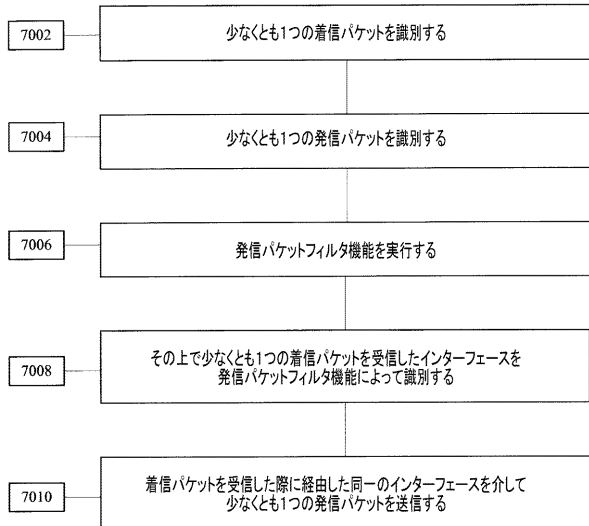 7002
少なくとも1つの着信パケットを識別する
7004
少なくとも1つの発信パケットを識別する
7006
発信パケットフィルタ機能を実行する
7008
その上で少なくとも1つの着信パケットを受信したインターフェースを
発信パケットフィルタ機能によって識別する
7010
着信パケットを受信した際に経由した同一のインターフェースを介して
少なくとも1つの発信パケットを送信する